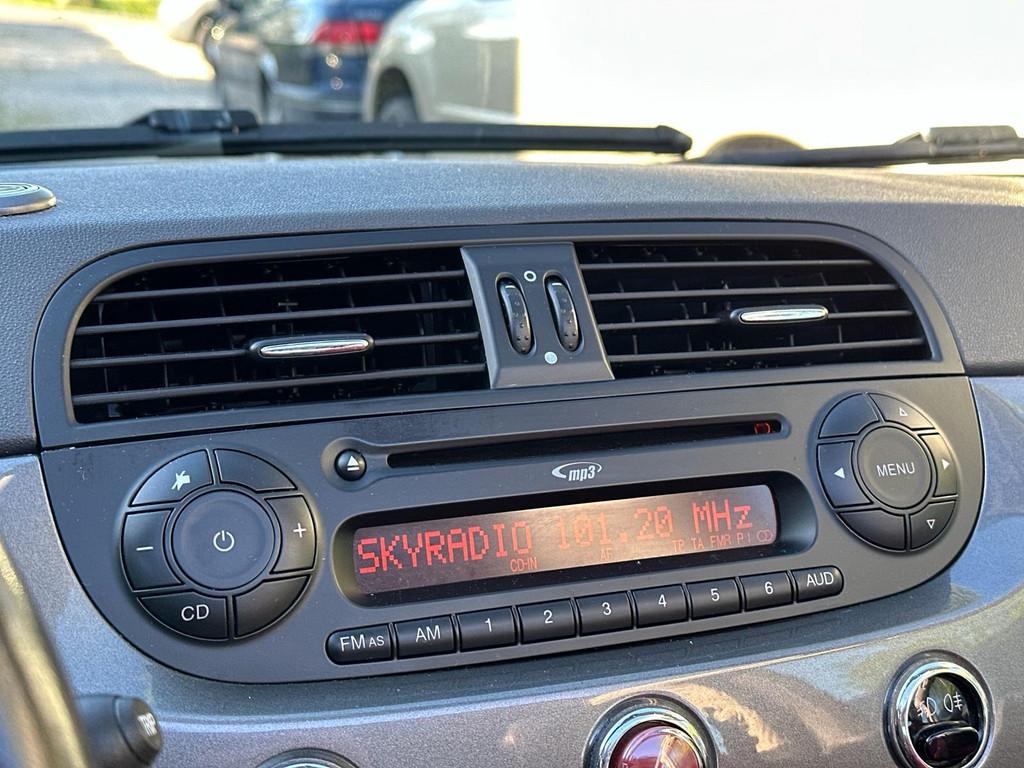 mp3
MENU
SKYRADIO 101.20 MHz
CD-IN AF TP TA FMR P I
CD
FM AS AM 1 2 3 4 5 6 AUD
TRIP